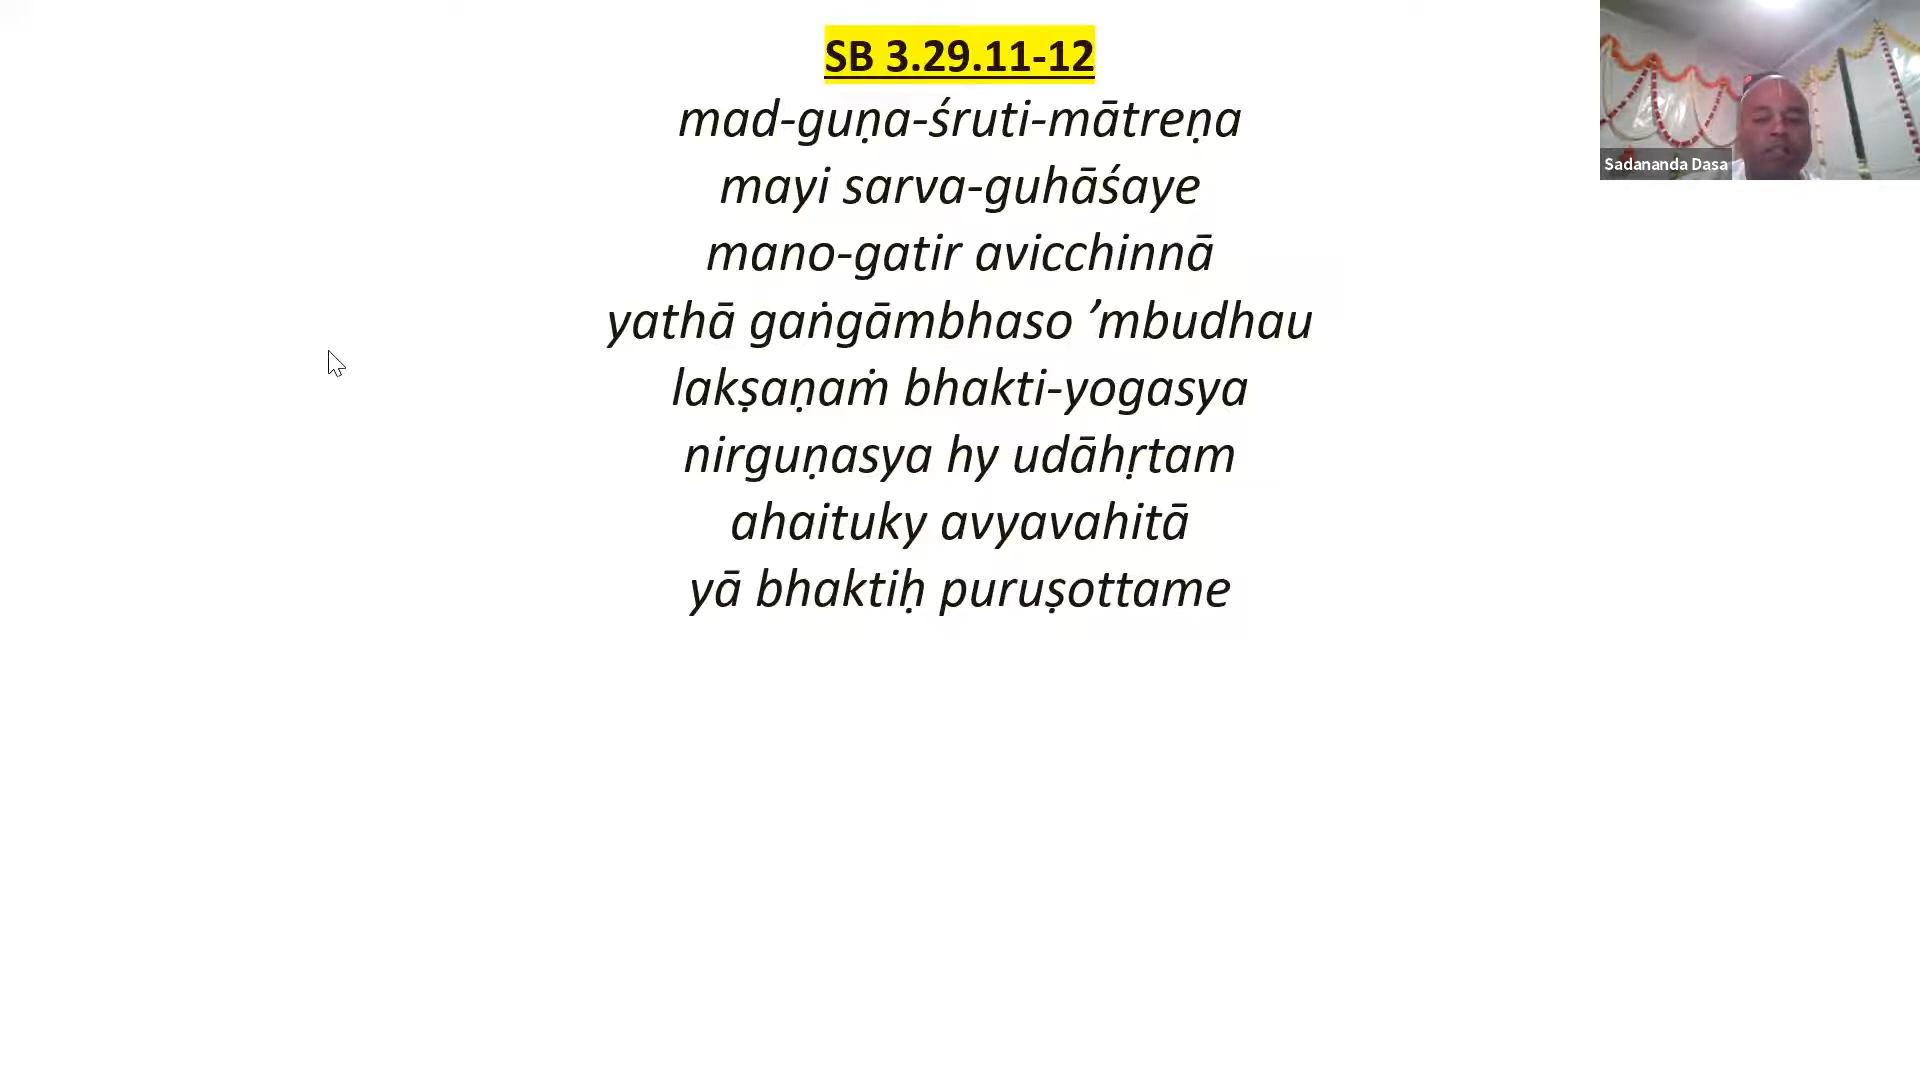 SB 3.29.11-12
mad-guṇa-śruti-mātreṇa
mayi sarva-guhāśaye
mano-gatir avicchinnā
yathā gaṅgāmbhaso ’mbudhau
lakṣaṇaṁ bhakti-yogasya
nirguṇasya hy udāhṛtam
ahaituky avyavahitā
yā bhaktiḥ puruṣottame
Sadananda Dasa